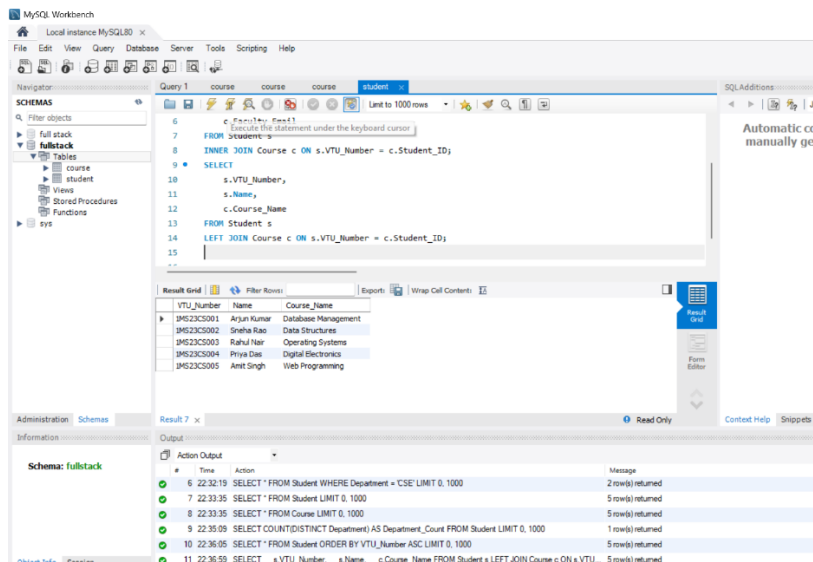 MySQL Workbench
Local instance MySQL80 ×
File Edit View Query Database Server Tools Scripting Help
Navigator
SCHEMAS
Filter objects
full stack
fullstack
Tables
course
student
Views
Stored Procedures
Functions
sys
Administration Schemas
Information
Schema: fullstack
Object Info Session
Query 1 course course course student ×
Limit to 1000 rows
6 c.Faculty_Email
Execute the statement under the keyboard cursor
7 FROM Student s
8 INNER JOIN Course c ON s.VTU_Number = c.Student_ID;
9 SELECT
10 s.VTU_Number,
11 s.Name,
12 c.Course_Name
13 FROM Student s
14 LEFT JOIN Course c ON s.VTU_Number = c.Student_ID;
15
Result Grid Filter Rows: Export: Wrap Cell Content:
VTU_Number Name Course_Name
1MS23CS001 Arjun Kumar Database Management
1MS23CS002 Sneha Rao Data Structures
1MS23CS003 Rahul Nair Operating Systems
1MS23CS004 Priya Das Digital Electronics
1MS23CS005 Amit Singh Web Programming
Result Grid
Form Editor
Result 7 ×
Read Only
Output
Action Output
# Time Action Message
6 22:32:19 SELECT * FROM Student WHERE Department = 'CSE' LIMIT 0, 1000 2 row(s) returned
7 22:33:35 SELECT * FROM Student LIMIT 0, 1000 5 row(s) returned
8 22:33:35 SELECT * FROM Course LIMIT 0, 1000 5 row(s) returned
9 22:35:09 SELECT COUNT(DISTINCT Department) AS Department_Count FROM Student LIMIT 0, 1000 1 row(s) returned
10 22:36:05 SELECT * FROM Student ORDER BY VTU_Number ASC LIMIT 0, 1000 5 row(s) returned
11 22:36:59 SELECT s.VTU_Number, s.Name, c.Course_Name FROM Student s LEFT JOIN Course c ON s.VTU... 5 row(s) returned
SQLAdditions
Automatic co
manually ge
Context Help Snippets